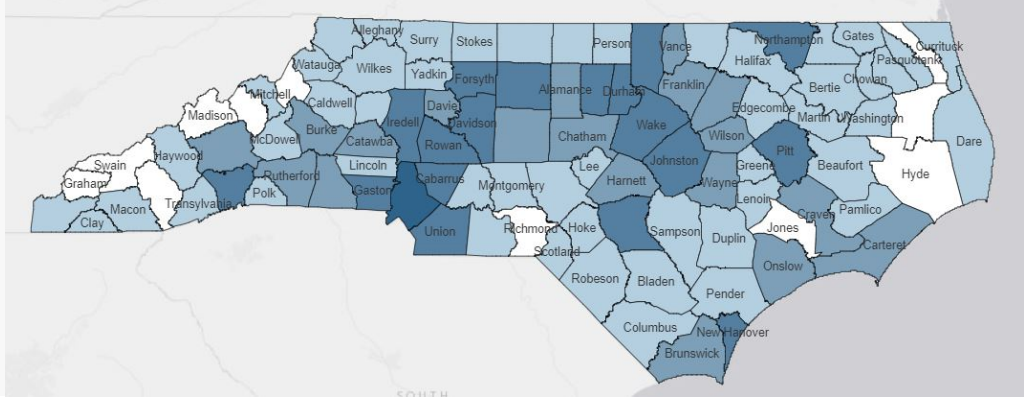 Alleghany
Surry
Stokes
Person
Vance
Northampton
Gates
Currituck
Pasquotank
Watauga
Wilkes
Yadkin
Forsyth
Halifax
Chowan
Bertie
Mitchell
Caldwell
Alamance
Durham
Franklin
Madison
Davie
Iredell
Davidson
Edgecombe
Martin
Washington
Burke
McDowell
Catawba
Rowan
Chatham
Wake
Wilson
Pitt
Dare
Swain
Haywood
Lincoln
Lee
Johnston
Greene
Beaufort
Hyde
Graham
Rutherford
Polk
Gaston
Cabarrus
Montgomery
Harnett
Wayne
Lenoir
Macon
Transylvania
Craven
Pamlico
Clay
Union
Richmond
Hoke
Sampson
Duplin
Jones
Carteret
Scotland
Onslow
Robeson
Bladen
Pender
Columbus
New Hanover
Brunswick
SOUTH